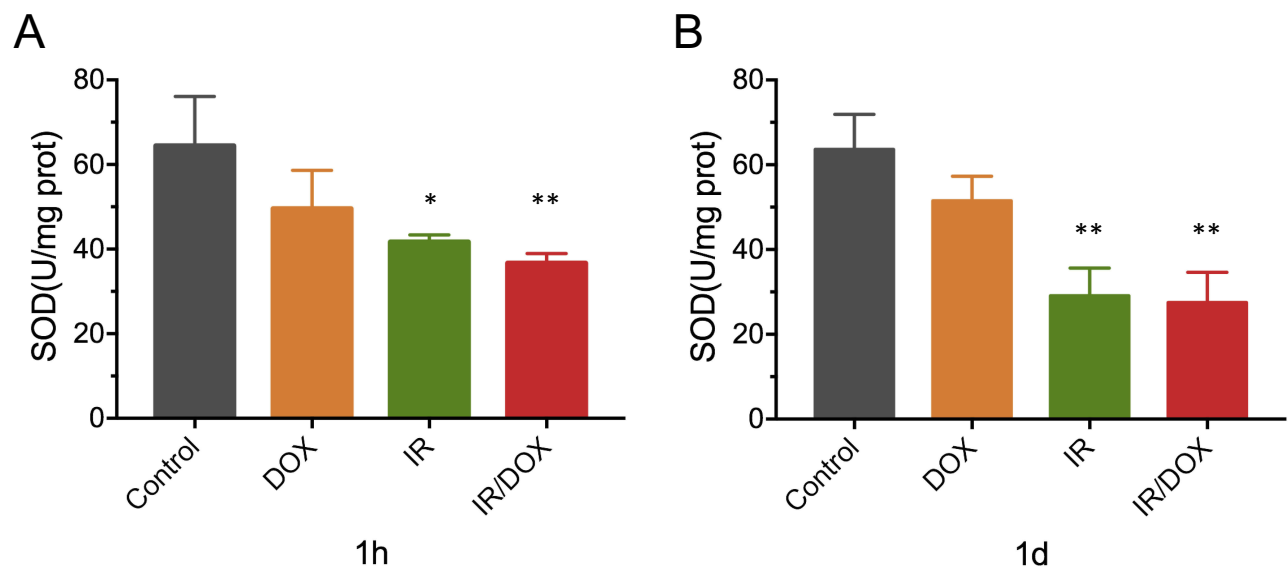 A
SOD(U/mg prot)
80
60
40
20
0
*
**
Control
DOX
IR
IR/DOX
1h
B
SOD(U/mg prot)
80
60
40
20
0
**
**
Control
DOX
IR
IR/DOX
1d